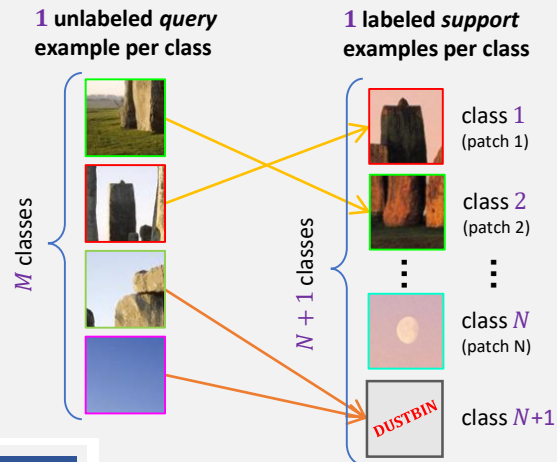 1 unlabeled query
example per class
1 labeled support
examples per class
M classes
N + 1 classes
class 1
(patch 1)
class 2
(patch 2)
class N
(patch N)
DUSTBIN
class N+1